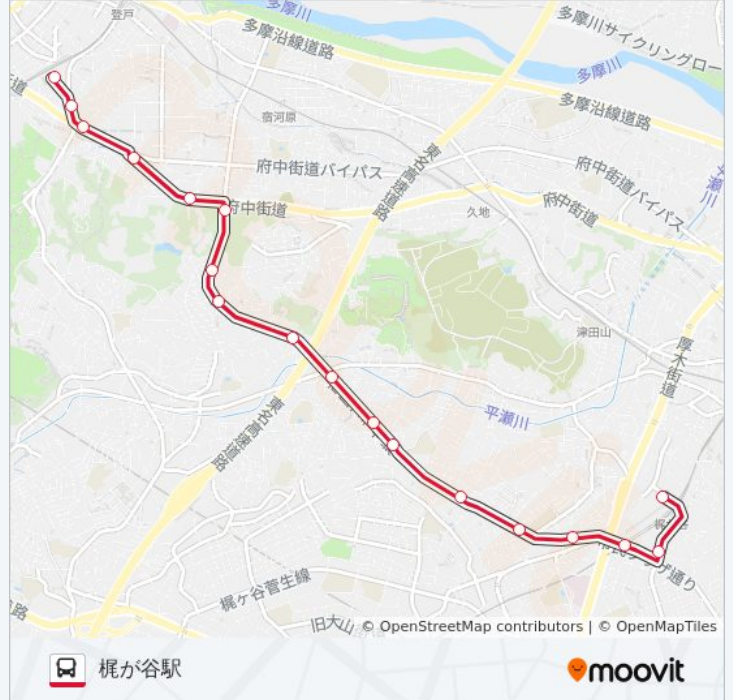 登戸
多摩川
多摩沿線道路
多摩川サイクリングロー
多摩川
多摩沿線道路
街道
宿河原
東名高速道路
府中街道バイパス
府中街道バイパス
平瀬川
府中街道
久地
府中街道
津田山
厚木街道
東名高速道路
平瀬川
梶ヶ谷菅生線
旧大山
© OpenStreetMap contributors | © OpenMapTiles
梶が谷駅
moovit